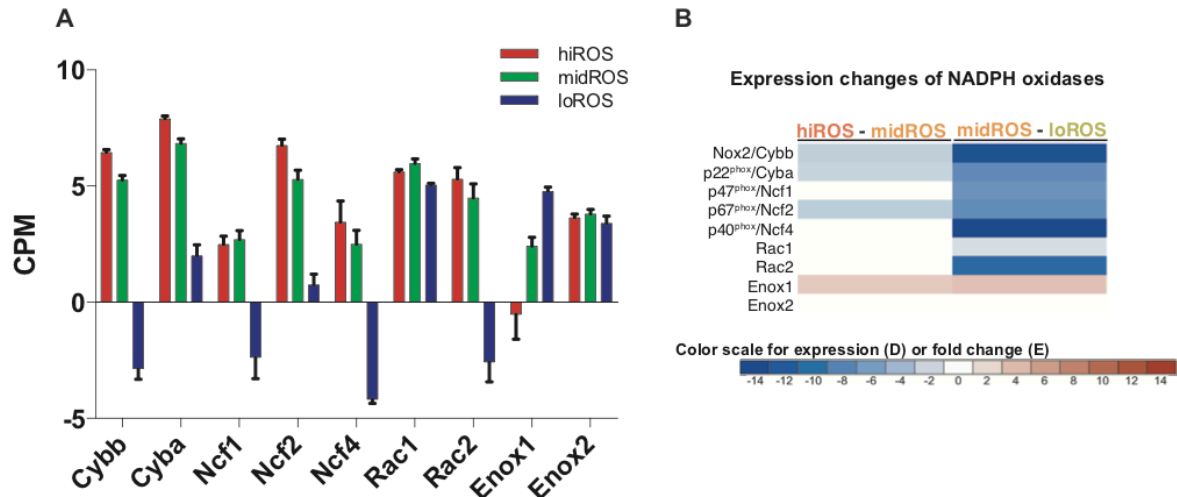 A
B
hiROS
midROS
loROS
10
5
0
-5
CPM
Cybb
Cyba
Ncf1
Ncf2
Ncf4
Rac1
Rac2
Enox1
Enox2
Expression changes of NADPH oxidases
hiROS - midROS midROS - loROS
Nox2/Cybb
p22phox/Cyba
p47phox/Ncf1
p67phox/Ncf2
p40phox/Ncf4
Rac1
Rac2
Enox1
Enox2
Color scale for expression (D) or fold change (E)
-14 -12 -10 -8 -6 -4 -2 0 2 4 6 8 10 12 14